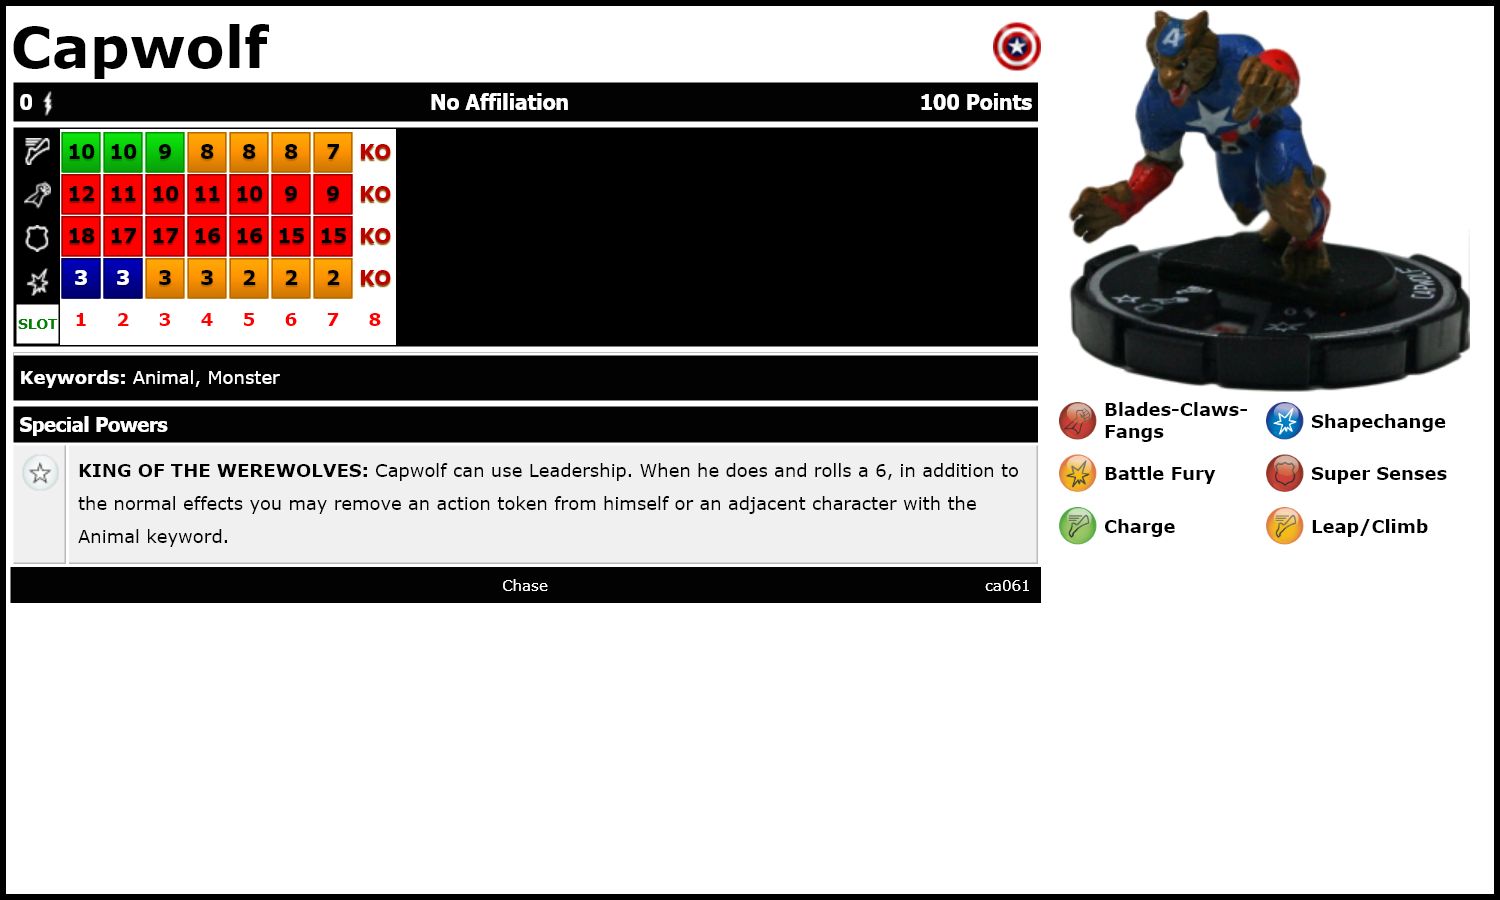 Capwolf
0 No Affiliation 100 Points
10 10 9 8 8 8 7 KO
12 11 10 11 10 9 9 KO
18 17 17 16 16 15 15 KO
3 3 3 3 2 2 2 KO
SLOT 1 2 3 4 5 6 7 8
Keywords: Animal, Monster
Special Powers
KING OF THE WEREWOLVES: Capwolf can use Leadership. When he does and rolls a 6, in addition to
the normal effects you may remove an action token from himself or an adjacent character with the
Animal keyword.
Chase ca061
A
CAPWOLF
Blades-Claws-
Fangs
Shapechange
Battle Fury
Super Senses
Charge
Leap/Climb